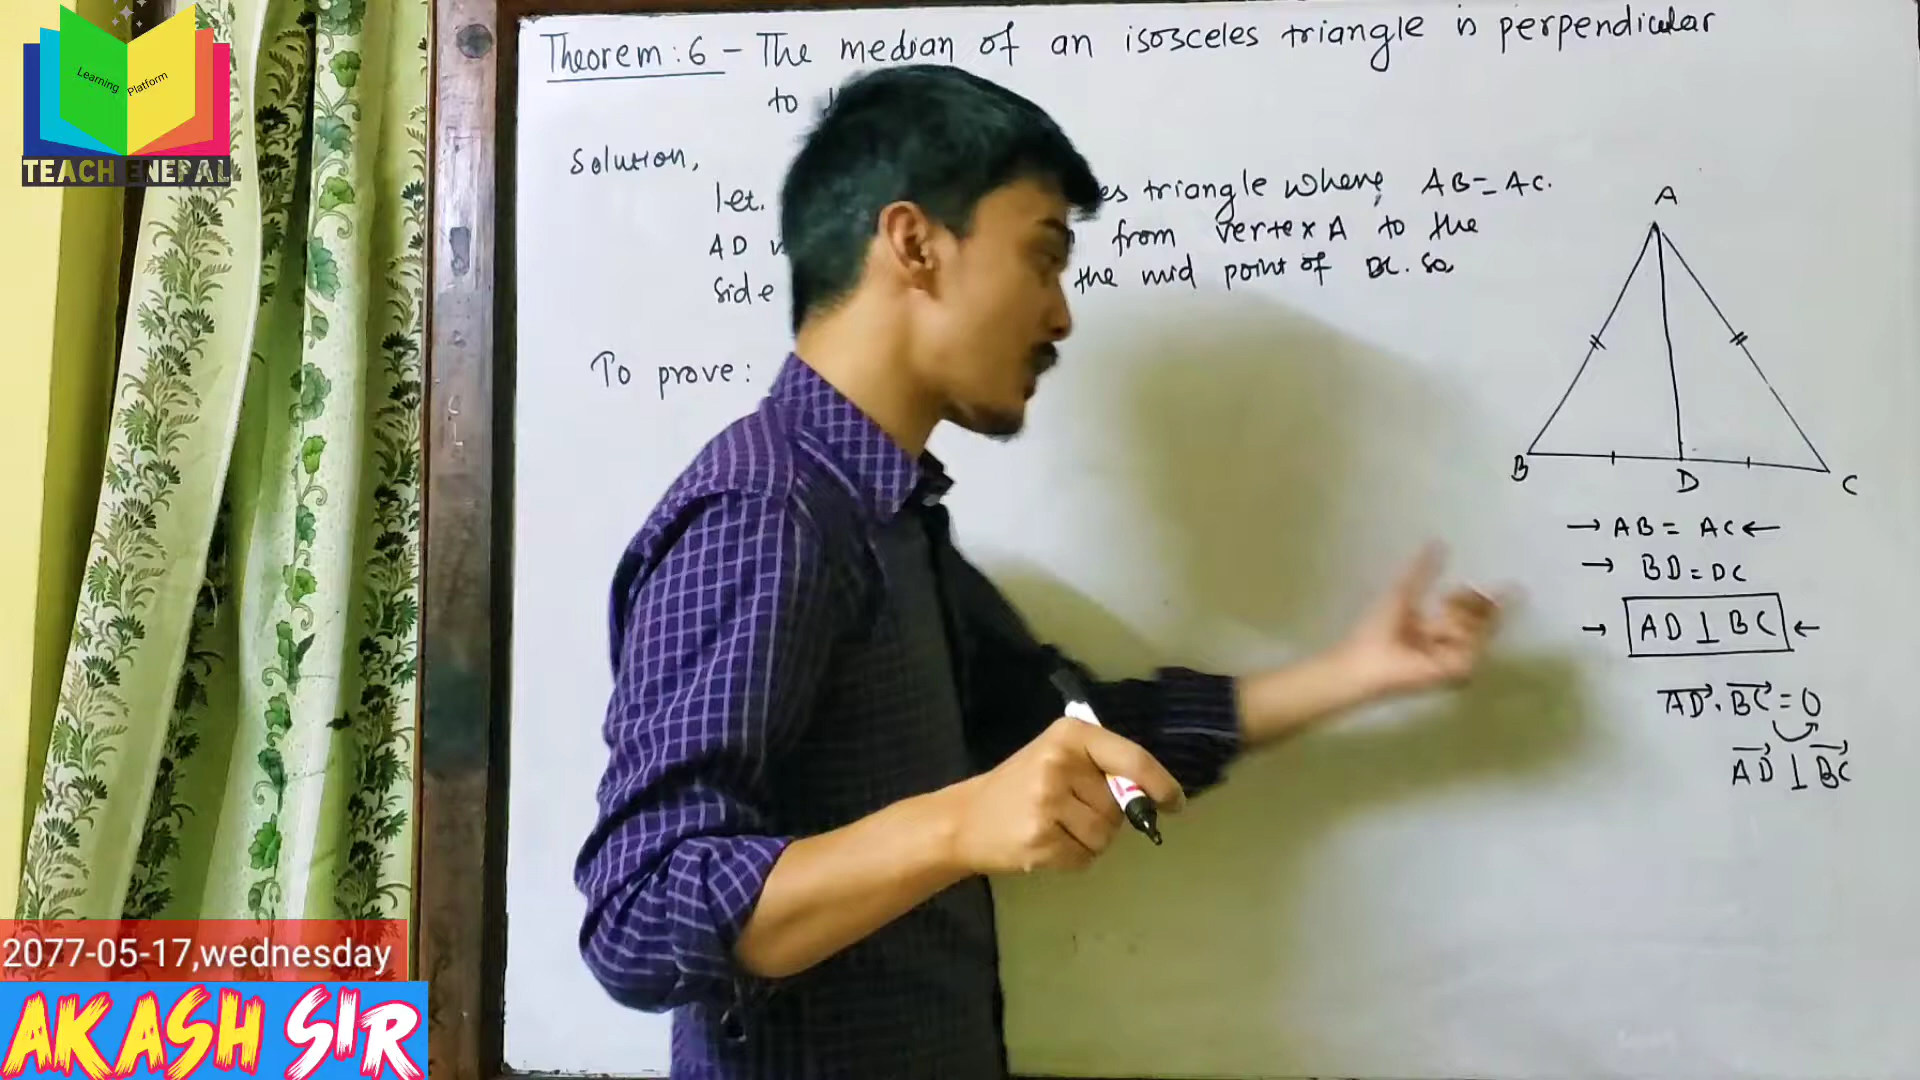 Learning Platform
TEACH ENEPAL
Theorem: 6 - The median of an isosceles triangle is perpendicular
to
Solution,
let. triangle where, AB = AC.
AD from vertex A to the
side the mid point of BC. So
To prove:
A
B D C
→ AB = AC ←
→ BD = DC
→ AD ⊥ BC ←
AD⃗ . BC⃗ = 0
AD⃗ ⊥ BC⃗
2077-05-17,wednesday
AKASH SIR